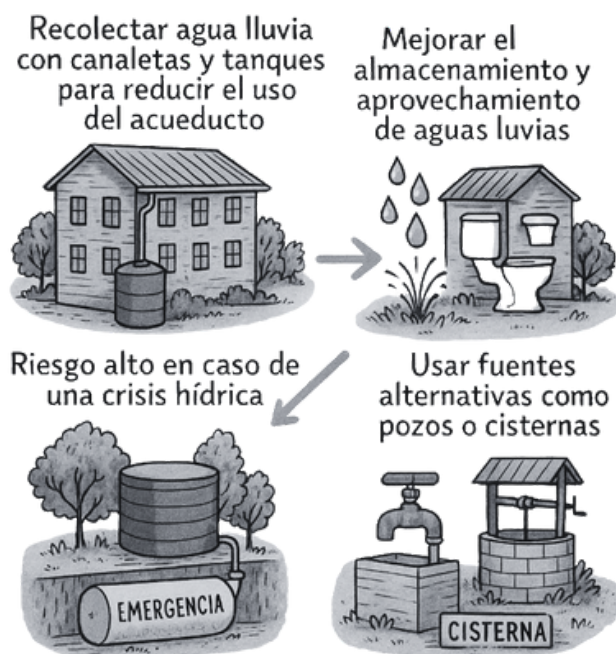 Recolectar agua lluvia
con canaletas y tanques
para reducir el uso
del acueducto
Mejorar el
almacenamiento y
aprovechamiento
de aguas luvias
Riesgo alto en caso de
una crisis hídrica
EMERGENCIA
Usar fuentes
alternativas como
pozos o cisternas
CISTERNA